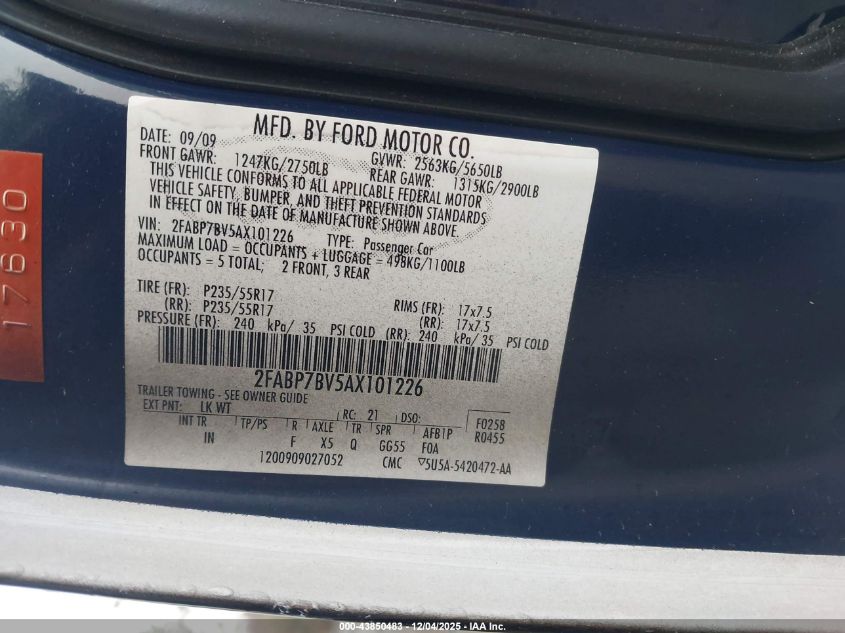 17630
MFD. BY FORD MOTOR CO.
DATE: 09/09 GVWR: 2563KG/5650LB
FRONT GAWR: 1247KG/2750LB REAR GAWR: 1315KG/2900LB
THIS VEHICLE CONFORMS TO ALL APPLICABLE FEDERAL MOTOR
VEHICLE SAFETY, BUMPER, AND THEFT PREVENTION STANDARDS
IN EFFECT ON THE DATE OF MANUFACTURE SHOWN ABOVE.
VIN: 2FABP7BV5AX101226 TYPE: Passenger Car
MAXIMUM LOAD = OCCUPANTS + LUGGAGE = 498KG/1100LB
OCCUPANTS = 5 TOTAL; 2 FRONT, 3 REAR
TIRE (FR): P235/55R17 RIMS (FR): 17x7.5
(RR): P235/55R17 (RR): 17x7.5
PRESSURE (FR): 240 kPa/ 35 PSI COLD (RR): 240 kPa/ 35 PSI COLD
2FABP7BV5AX101226
TRAILER TOWING - SEE OWNER GUIDE
EXT PNT: LK WT RC: 21 DSO: F0258
INT TR TP/PS R AXLE TR SPR AFB1P R0455
IN F X5 Q GG55 FOA
1200909027052 CMC ▽5U5A-5420472-AA
000-43850483 - 12/04/2025 - IAA Inc.